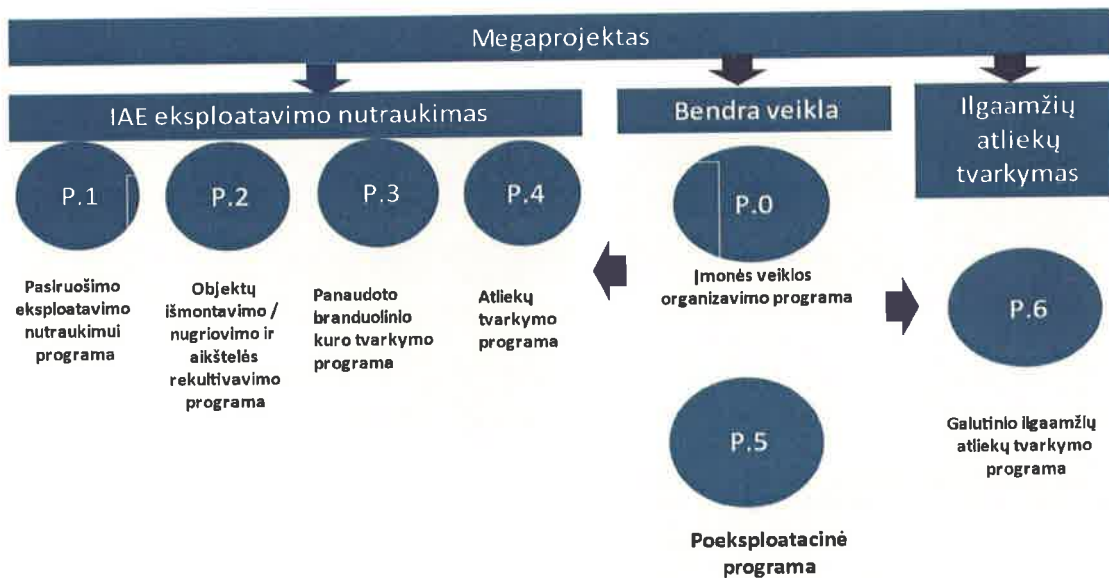 Megaprojektas
IAE eksploatavimo nutraukimas
Bendra veikla
Ilgaamžių
atliekų
tvarkymas
P.1
P.2
P.3
P.4
P.0
P.6
P.5
Pasiruošimo
eksploatavimo
nutraukimui
programa
Objektų
išmontavimo /
nugriovimo ir
aikštelės
rekultivavimo
programa
Panaudoto
branduolinio
kuro tvarkymo
programa
Atliekų
tvarkymo
programa
Įmonės veiklos
organizavimo programa
Galutinio ilgaamžių
atliekų tvarkymo
programa
Poeksploatacinė
programa